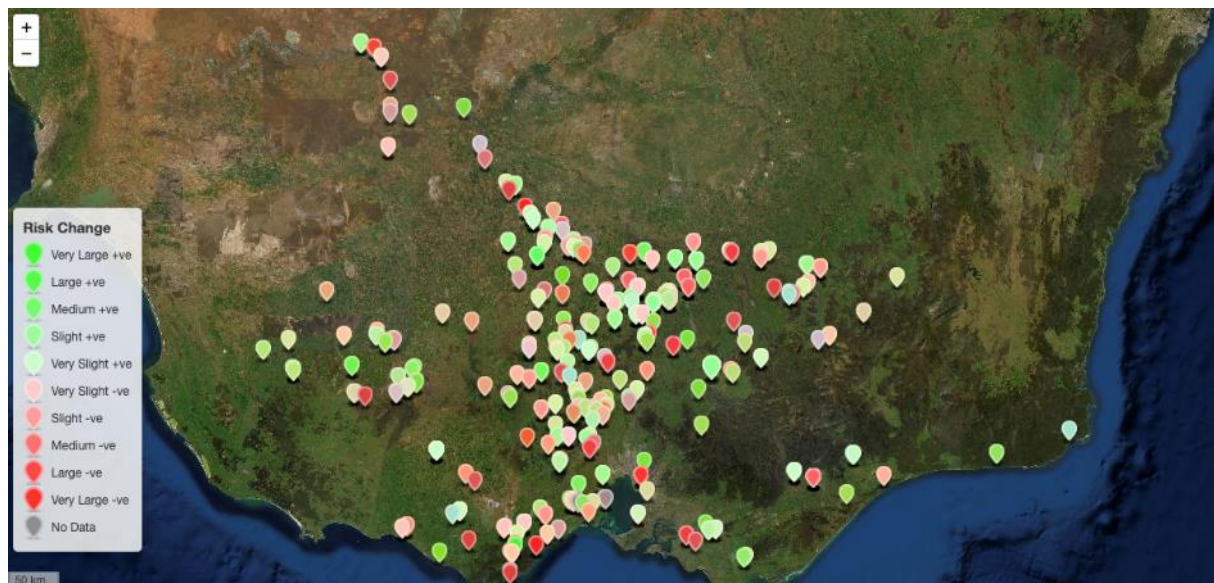 +
−
Risk Change
Very Large +ve
Large +ve
Medium +ve
Slight +ve
Very Slight +ve
Very Slight -ve
Slight -ve
Medium -ve
Large -ve
Very Large -ve
No Data
50 km